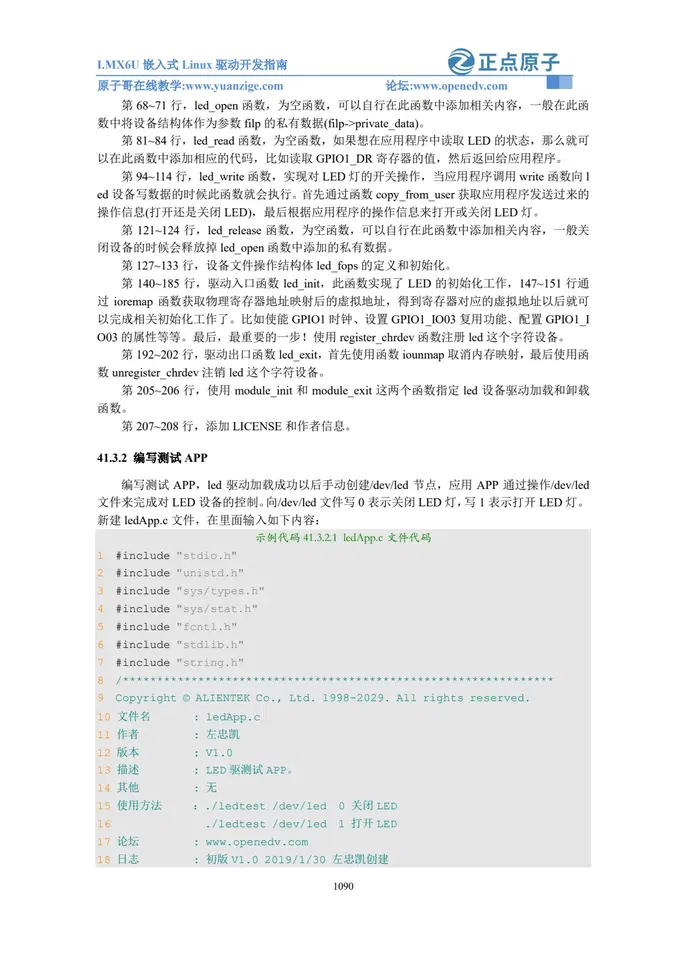 I.MX6U 嵌入式 Linux 驱动开发指南
正点原子
原子哥在线教学:www.yuanzige.com 论坛:www.openedv.com
第 68~71 行，led_open 函数，为空函数，可以自行在此函数中添加相关内容，一般在此函
数中将设备结构体作为参数 filp 的私有数据(filp->private_data)。
第 81~84 行，led_read 函数，为空函数，如果想在应用程序中读取 LED 的状态，那么就可
以在此函数中添加相应的代码，比如读取 GPIO1_DR 寄存器的值，然后返回给应用程序。
第 94~114 行，led_write 函数，实现对 LED 灯的开关操作，当应用程序调用 write 函数向 l
ed 设备写数据的时候此函数就会执行。首先通过函数 copy_from_user 获取应用程序发送过来的
操作信息(打开还是关闭 LED)，最后根据应用程序的操作信息来打开或关闭 LED 灯。
第 121~124 行，led_release 函数，为空函数，可以自行在此函数中添加相关内容，一般关
闭设备的时候会释放掉 led_open 函数中添加的私有数据。
第 127~133 行，设备文件操作结构体 led_fops 的定义和初始化。
第 140~185 行，驱动入口函数 led_init，此函数实现了 LED 的初始化工作，147~151 行通
过 ioremap 函数获取物理寄存器地址映射后的虚拟地址，得到寄存器对应的虚拟地址以后就可
以完成相关初始化工作了。比如使能 GPIO1 时钟、设置 GPIO1_IO03 复用功能、配置 GPIO1_I
O03 的属性等等。最后，最重要的一步！使用 register_chrdev 函数注册 led 这个字符设备。
第 192~202 行，驱动出口函数 led_exit，首先使用函数 iounmap 取消内存映射，最后使用函
数 unregister_chrdev 注销 led 这个字符设备。
第 205~206 行，使用 module_init 和 module_exit 这两个函数指定 led 设备驱动加载和卸载
函数。
第 207~208 行，添加 LICENSE 和作者信息。
41.3.2 编写测试 APP
编写测试 APP，led 驱动加载成功以后手动创建/dev/led 节点，应用 APP 通过操作/dev/led
文件来完成对 LED 设备的控制。向/dev/led 文件写 0 表示关闭 LED 灯，写 1 表示打开 LED 灯。
新建 ledApp.c 文件，在里面输入如下内容：
示例代码 41.3.2.1 ledApp.c 文件代码
1 #include "stdio.h"
2 #include "unistd.h"
3 #include "sys/types.h"
4 #include "sys/stat.h"
5 #include "fcntl.h"
6 #include "stdlib.h"
7 #include "string.h"
8 /***************************************************************
9 Copyright © ALIENTEK Co., Ltd. 1998-2029. All rights reserved.
10 文件名 : ledApp.c
11 作者 : 左忠凯
12 版本 : V1.0
13 描述 : LED 驱测试 APP。
14 其他 : 无
15 使用方法 : ./ledtest /dev/led 0 关闭 LED
16 ./ledtest /dev/led 1 打开 LED
17 论坛 : www.openedv.com
18 日志 : 初版 V1.0 2019/1/30 左忠凯创建
1090